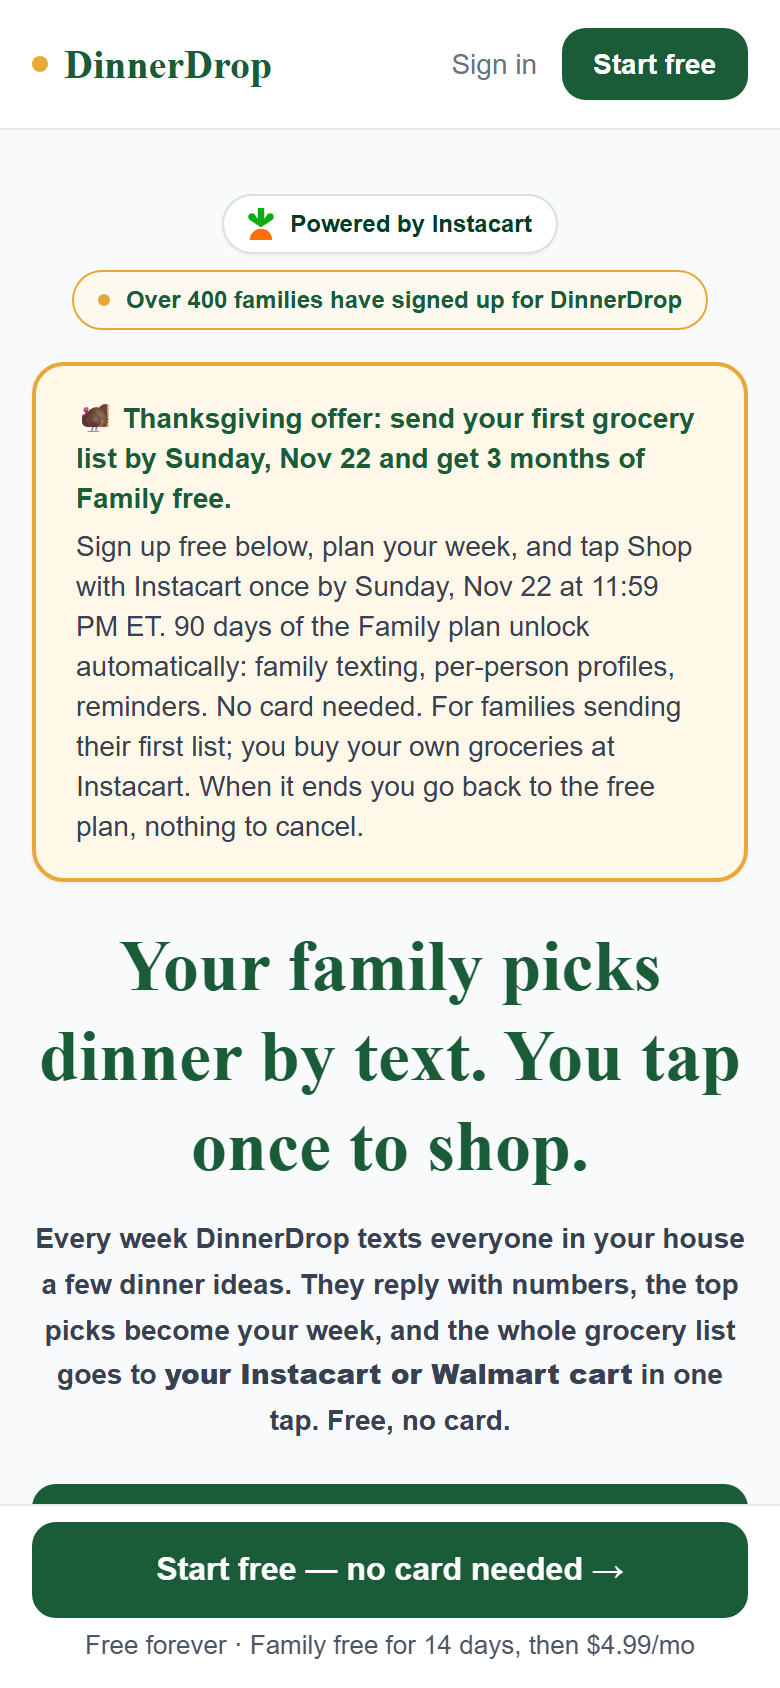 DinnerDrop
Sign in
Start free
Powered by Instacart
Over 400 families have signed up for DinnerDrop
🦃 Thanksgiving offer: send your first grocery
list by Sunday, Nov 22 and get 3 months of
Family free.
Sign up free below, plan your week, and tap Shop
with Instacart once by Sunday, Nov 22 at 11:59
PM ET. 90 days of the Family plan unlock
automatically: family texting, per-person profiles,
reminders. No card needed. For families sending
their first list; you buy your own groceries at
Instacart. When it ends you go back to the free
plan, nothing to cancel.
Your family picks
dinner by text. You tap
once to shop.
Every week DinnerDrop texts everyone in your house
a few dinner ideas. They reply with numbers, the top
picks become your week, and the whole grocery list
goes to your Instacart or Walmart cart in one
tap. Free, no card.
Start free — no card needed →
Free forever · Family free for 14 days, then $4.99/mo